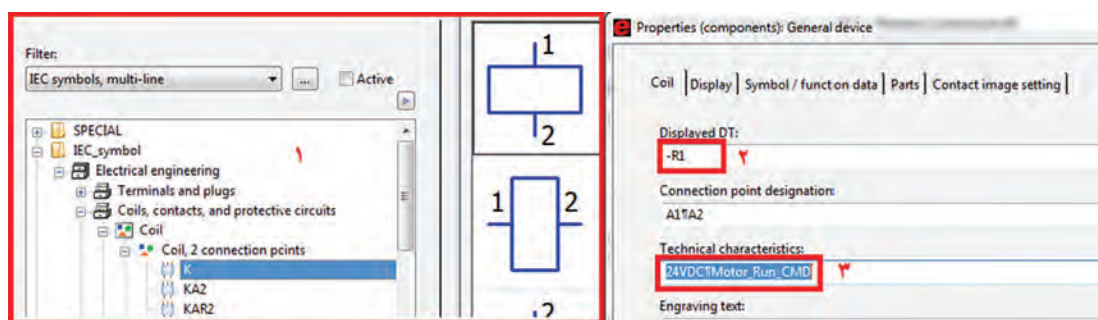 Filter:
IEC symbols, multi-line
...
Active
SPECIAL
IEC_symbol
Electrical engineering
Terminals and plugs
Coils, contacts, and protective circuits
Coil
Coil, 2 connection points
K
KA2
KAR2
۱
1
2
1 2
2
Properties (components): General device
Coil Display Symbol / function data Parts Contact image setting
Displayed DT:
-R1 ۲
Connection point designation:
A1¶A2
Technical characteristics:
24VDC¶Motor_Run_CMD ۳
Engraving text: